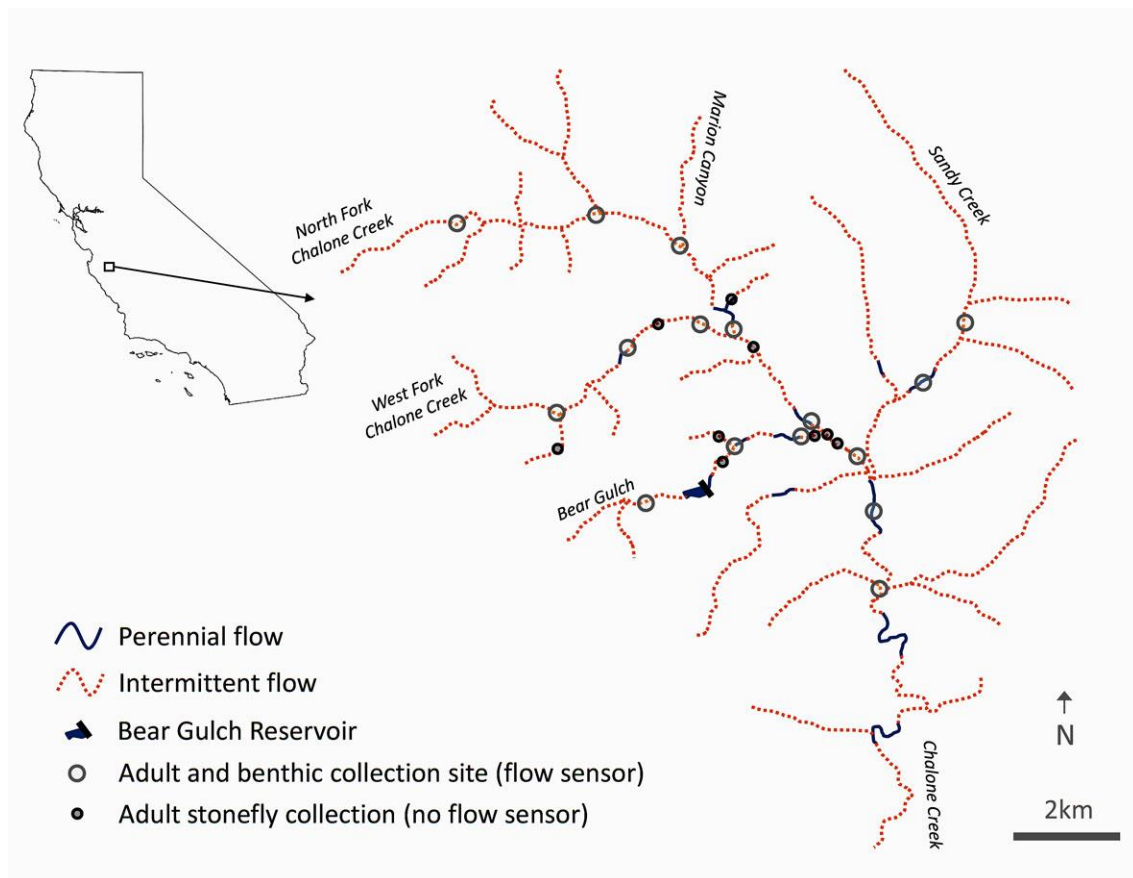 Marion Canyon
Sandy Creek
North Fork
Chalone Creek
West Fork
Chalone Creek
Bear Gulch
Perennial flow
Intermittent flow
Bear Gulch Reservoir
Adult and benthic collection site (flow sensor)
Adult stonefly collection (no flow sensor)
N
Chalone Creek
2km